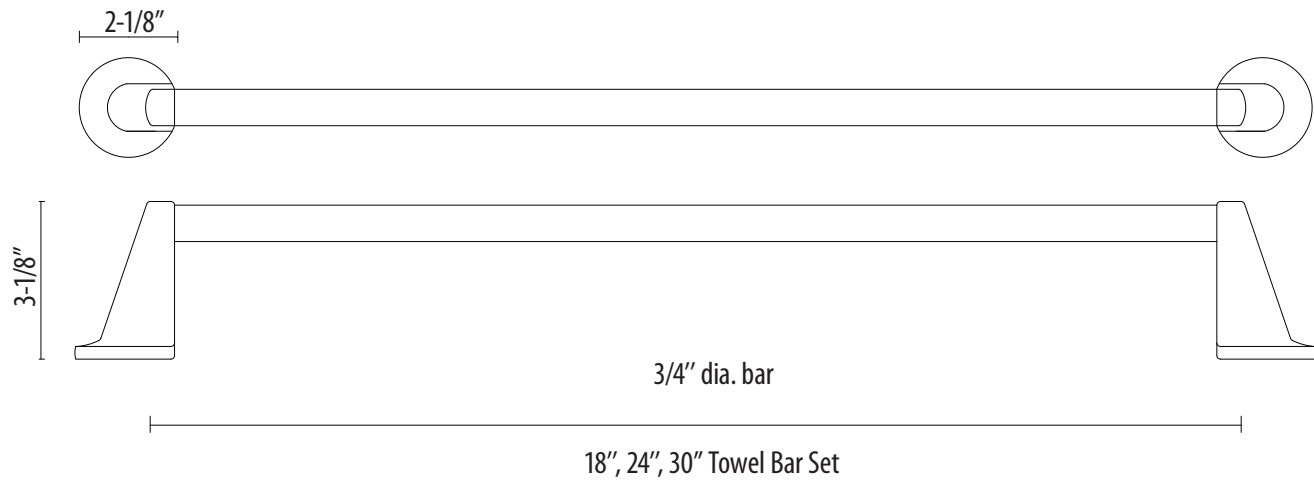 2-1/8”
3-1/8”
3/4’’ dia. bar
18’’, 24’’, 30” Towel Bar Set